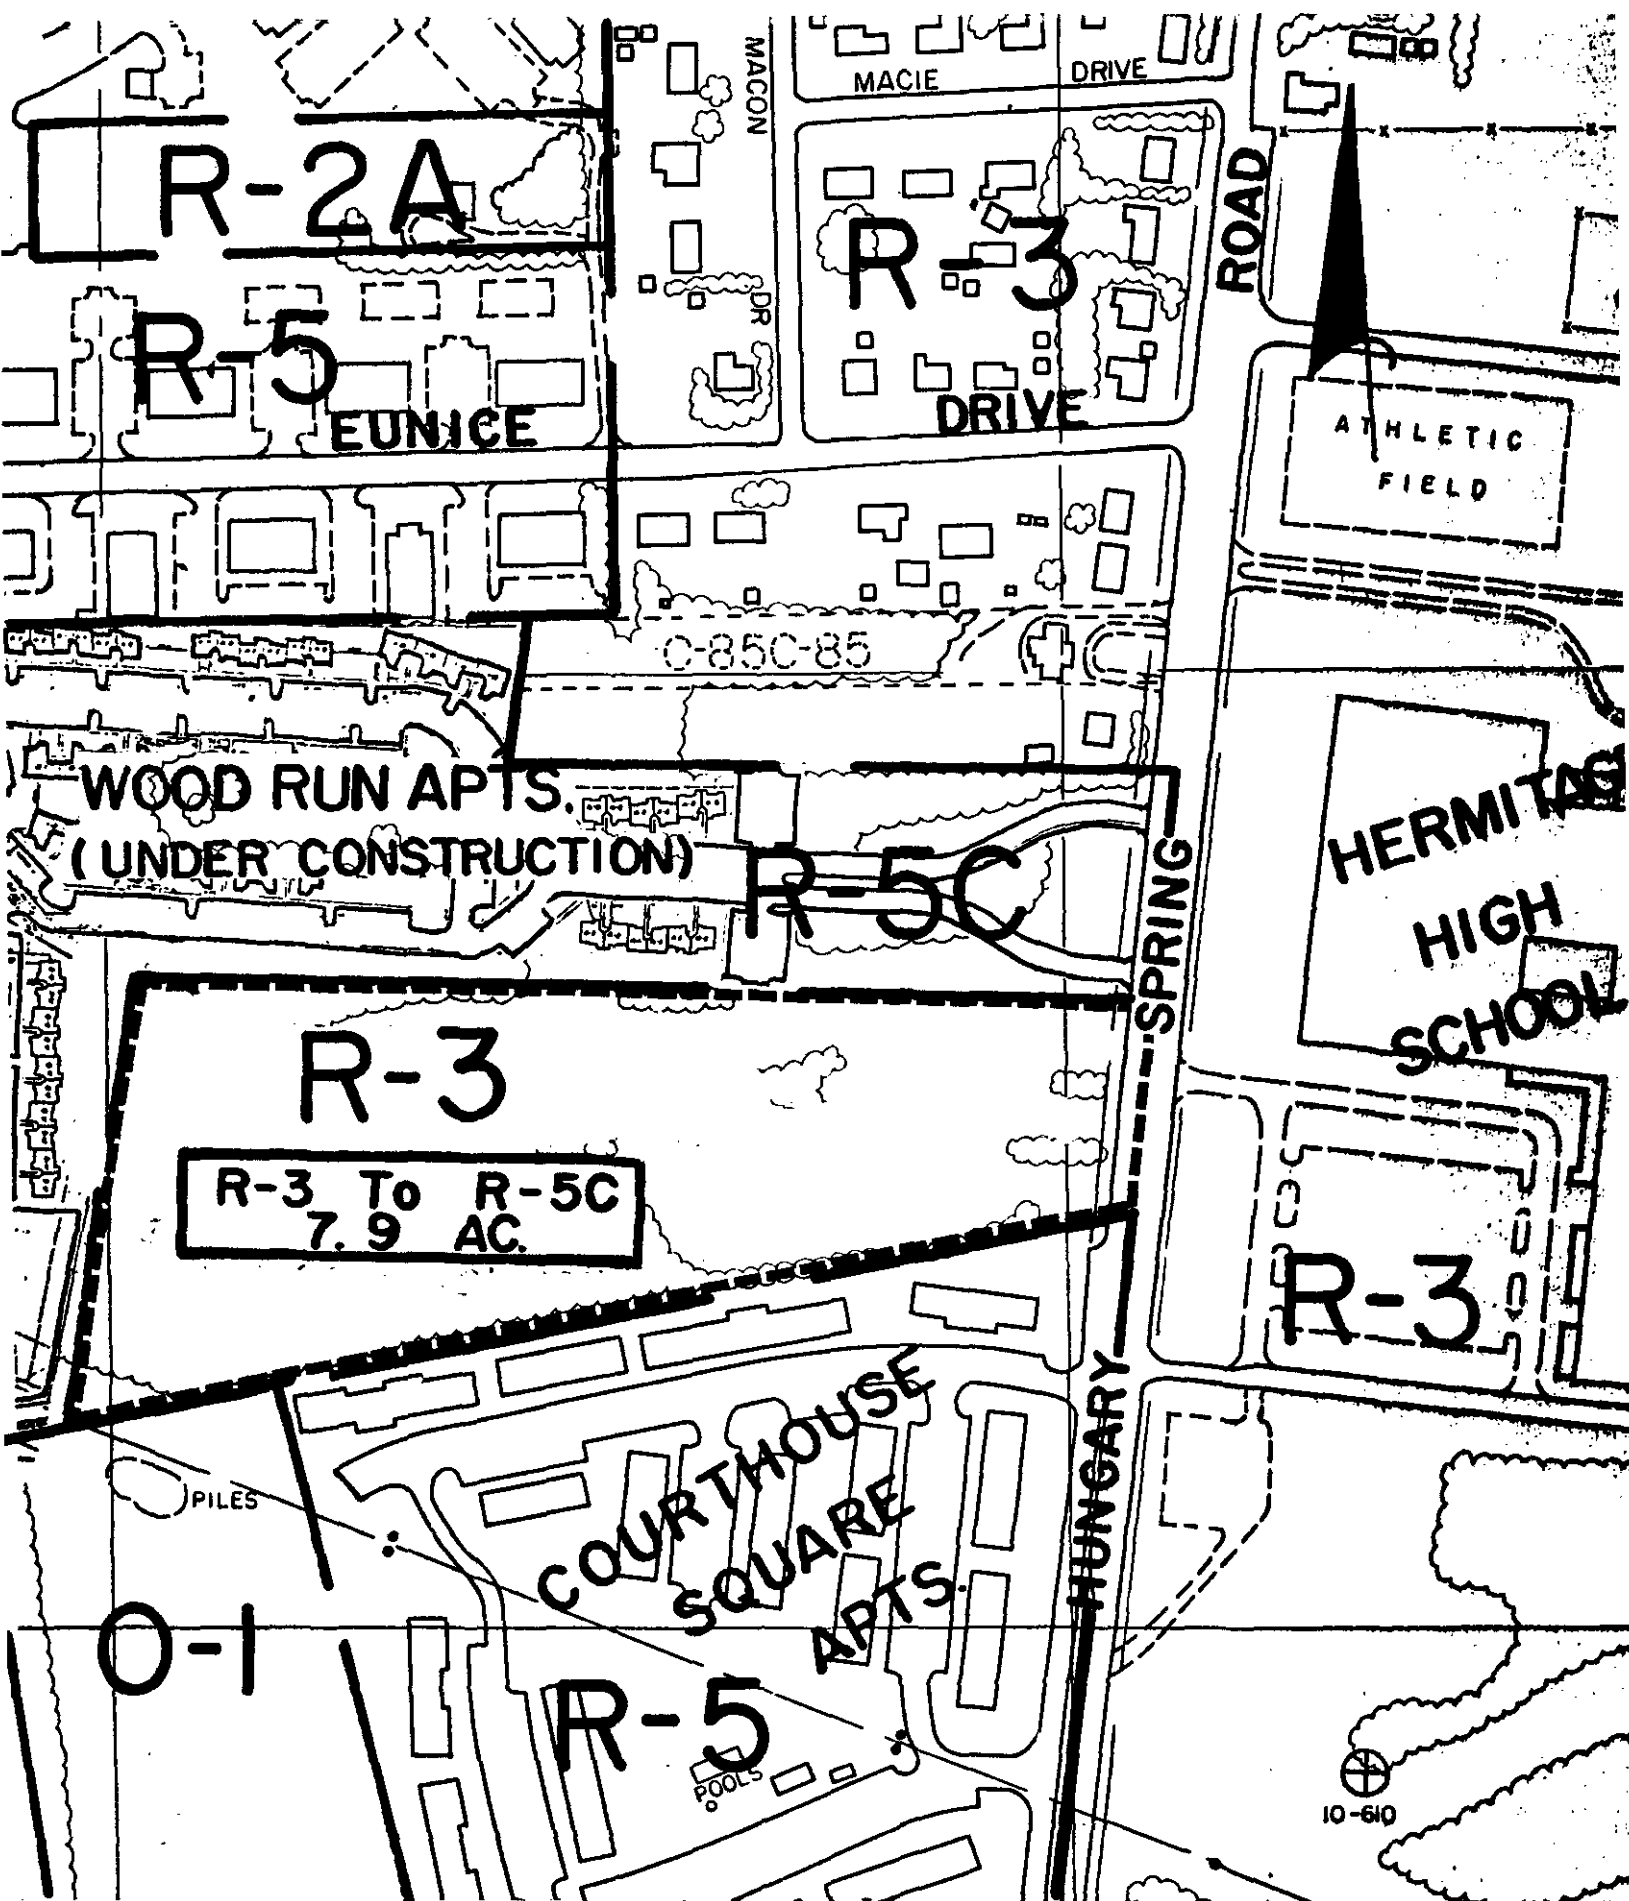 MACON
MACIE DRIVE
R-2A
R-3
ROAD
DR
R-5
EUNICE
DRIVE
ATHLETIC
FIELD
C-85C-85
WOOD RUN APTS.
(UNDER CONSTRUCTION)
R-5C
SPRING
HERMITAG
HIGH
SCHOOL
R-3
R-3 To R-5C
7.9 AC.
R-3
COURTHOUSE
SQUARE
APTS.
HUNGARY
PILES
O-1
R-5
POOLS
10-610